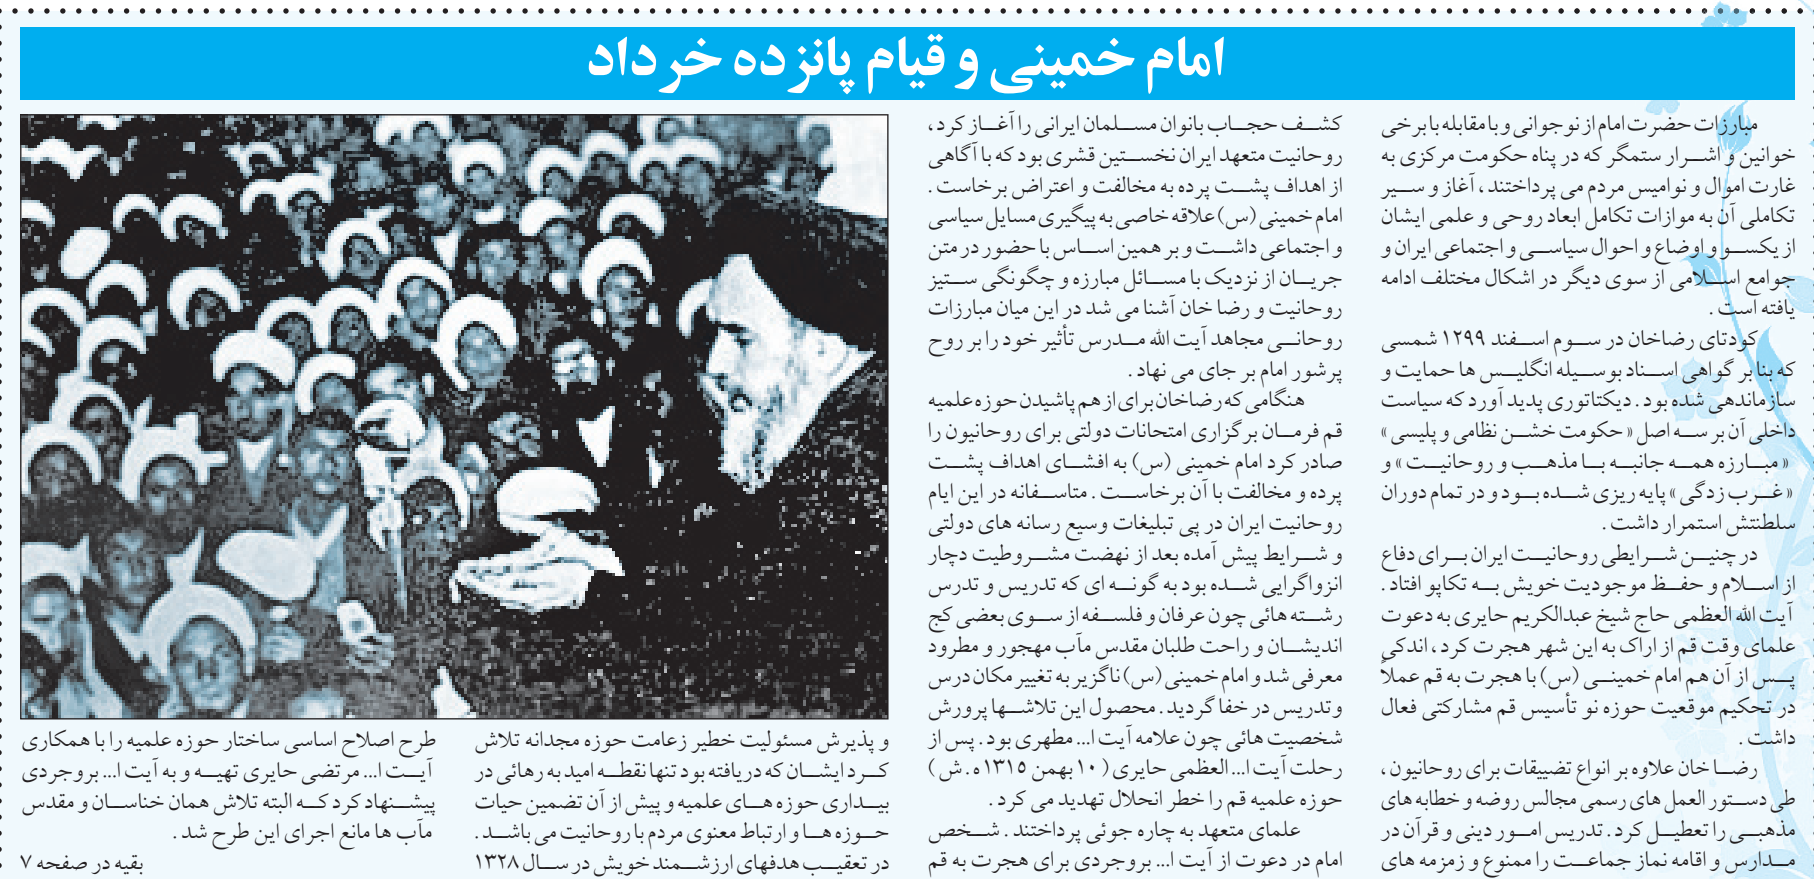 امام خمینی و قیام پانزده خرداد
مبارزات حضرت امام از نوجوانی و با مقابله با برخی
خوانین و اشرار ستمگر که در پناه حکومت مرکزی به
غارت اموال و نوامیس مردم می پرداختند ، آغاز و سیر
تکاملی آن به موازات تکامل ابعاد روحی و علمی ایشان
از یکسو و اوضاع و احوال سیاسی و اجتماعی ایران و
جوامع اسلامی از سوی دیگر در اشکال مختلف ادامه
یافته است .
کودتای رضاخان در سوم اسفند ۱۲۹۹ شمسی
که بنا بر گواهی اسناد بوسیله انگلیس ها حمایت و
سازماندهی شده بود . دیکتاتوری پدید آورد که سیاست
داخلی آن بر سه اصل « حکومت خشن نظامی و پلیسی »
« مبارزه همه جانبه با مذهب و روحانیت » و
« غرب زدگی » پایه ریزی شده بود و در تمام دوران
سلطنتش استمرار داشت .
در چنین شرایطی روحانیت ایران برای دفاع
از اسلام و حفظ موجودیت خویش به تکاپو افتاد .
آیت الله العظمی حاج شیخ عبدالکریم حایری به دعوت
علمای وقت قم از اراک به این شهر هجرت کرد ، اندکی
پس از آن هم امام خمینی (س) با هجرت به قم عملاً
در تحکیم موقعیت حوزه نو تأسیس قم مشارکتی فعال
داشت .
رضا خان علاوه بر انواع تضییقات برای روحانیون ،
طی دستور العمل های رسمی مجالس روضه و خطابه های
مذهبی را تعطیل کرد . تدریس امور دینی و قرآن در
مدارس و اقامه نماز جماعت را ممنوع و زمزمه های
کشف حجاب بانوان مسلمان ایرانی را آغاز کرد ،
روحانیت متعهد ایران نخستین قشری بود که با آگاهی
از اهداف پشت پرده به مخالفت و اعتراض برخاست .
امام خمینی (س) علاقه خاصی به پیگیری مسایل سیاسی
و اجتماعی داشت و بر همین اساس با حضور در متن
جریان از نزدیک با مسائل مبارزه و چگونگی ستیز
روحانیت و رضا خان آشنا می شد در این میان مبارزات
روحانی مجاهد آیت الله مدرس تأثیر خود را بر روح
پرشور امام بر جای می نهاد .
هنگامی که رضاخان برای از هم پاشیدن حوزه علمیه
قم فرمان برگزاری امتحانات دولتی برای روحانیون را
صادر کرد امام خمینی (س) به افشای اهداف پشت
پرده و مخالفت با آن برخاست . متاسفانه در این ایام
روحانیت ایران در پی تبلیغات وسیع رسانه های دولتی
و شرایط پیش آمده بعد از نهضت مشروطیت دچار
انزواگرایی شده بود به گونه ای که تدریس و تدرس
رشته هائی چون عرفان و فلسفه از سوی بعضی کج
اندیشان و راحت طلبان مقدس مآب مهجور و مطرود
معرفی شد و امام خمینی (س) ناگزیر به تغییر مکان درس
و تدریس در خفا گردید . محصول این تلاشها پرورش
شخصیت هائی چون علامه آیت ا... مطهری بود . پس از
رحلت آیت ا... العظمی حایری ( ۱۰ بهمن ۱۳۱۵ ه . ش )
حوزه علمیه قم را خطر انحلال تهدید می کرد .
علمای متعهد به چاره جوئی پرداختند . شخص
امام در دعوت از آیت ا... بروجردی برای هجرت به قم
و پذیرش مسئولیت خطیر زعامت حوزه مجدانه تلاش
کرد ایشان که دریافته بود تنها نقطه امید به رهائی در
بیداری حوزه های علمیه و پیش از آن تضمین حیات
حوزه ها و ارتباط معنوی مردم با روحانیت می باشد .
در تعقیب هدفهای ارزشمند خویش در سال ۱۳۲۸
طرح اصلاح اساسی ساختار حوزه علمیه را با همکاری
آیت ا... مرتضی حایری تهیه و به آیت ا... بروجردی
پیشنهاد کرد که البته تلاش همان خناسان و مقدس
مآب ها مانع اجرای این طرح شد .
بقیه در صفحه ۷